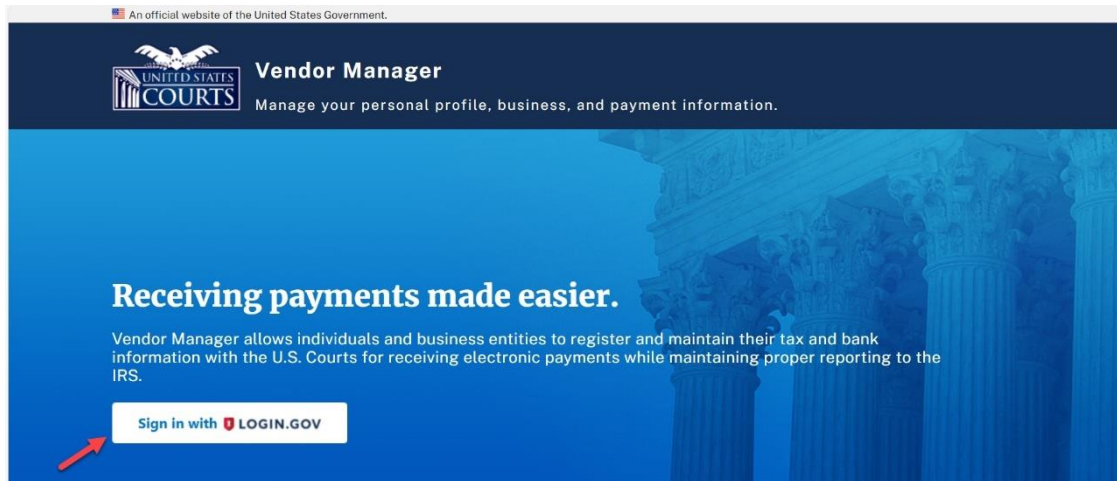 An official website of the United States Government.
UNITED STATES
COURTS
Vendor Manager
Manage your personal profile, business, and payment information.
Receiving payments made easier.
Vendor Manager allows individuals and business entities to register and maintain their tax and bank
information with the U.S. Courts for receiving electronic payments while maintaining proper reporting to the
IRS.
Sign in with LOGIN.GOV